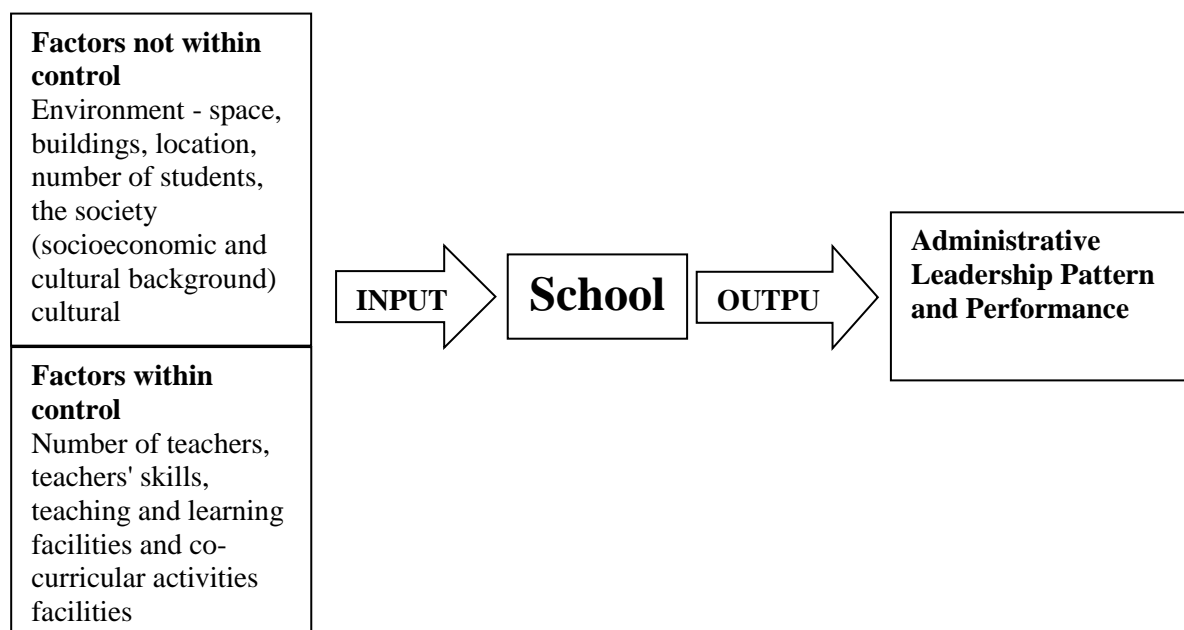 Factors not within
control
Environment - space,
buildings, location,
number of students,
the society
(socioeconomic and
cultural background)
cultural
Factors within
control
Number of teachers,
teachers' skills,
teaching and learning
facilities and co-
curricular activities
facilities
INPUT
School
OUTPU
Administrative
Leadership Pattern
and Performance